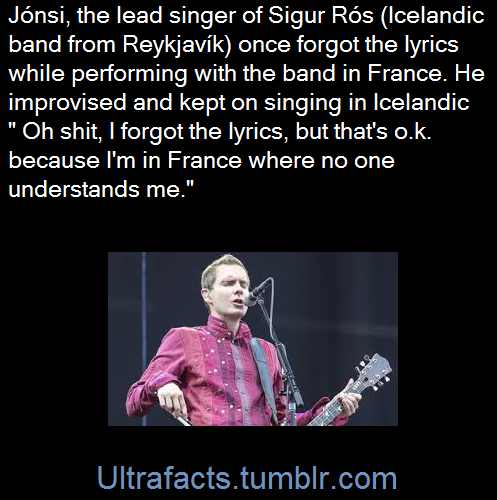 Jónsi, the lead singer of Sigur Rós (Icelandic
band from Reykjavík) once forgot the lyrics
while performing with the band in France. He
improvised and kept on singing in Icelandic
" Oh shit, I forgot the lyrics, but that's o.k.
because I'm in France where no one
understands me."
Ultrafacts.tumblr.com